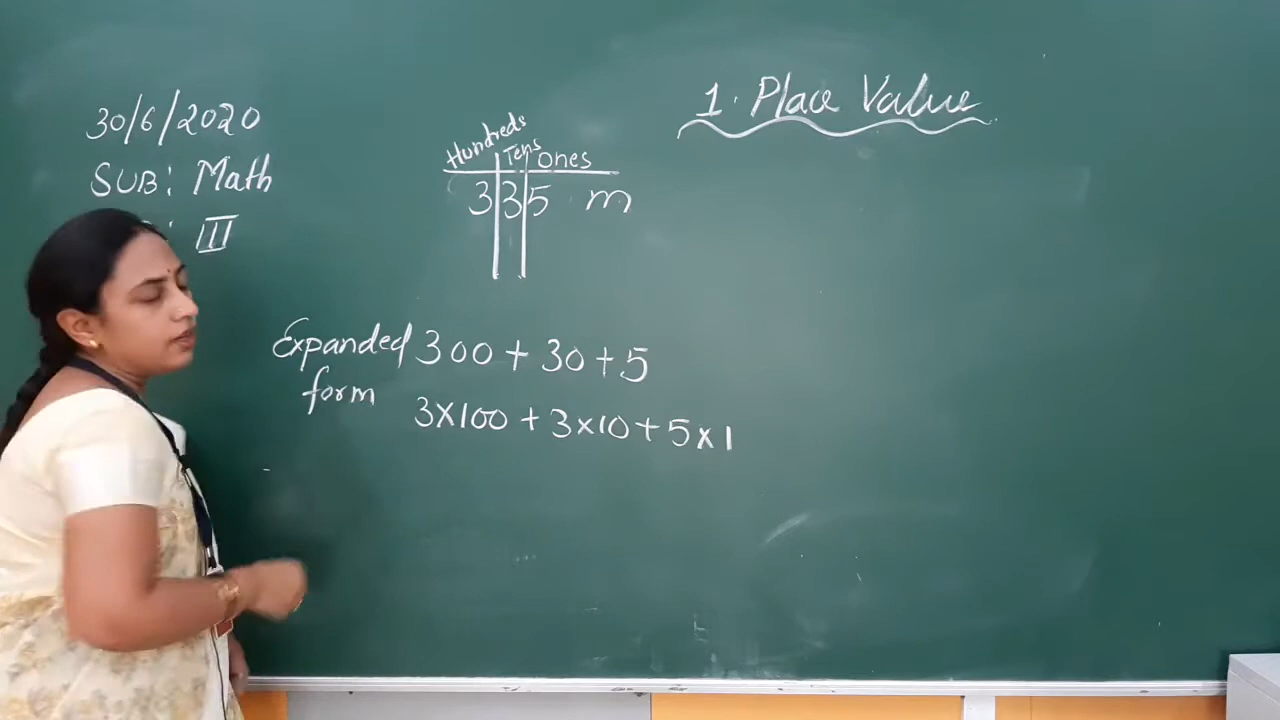 30/6/2020
SUB: Math
: III
1. Place Value
Hundreds Tens Ones
3 3 5 m
Expanded form
300 + 30 + 5
3×100 + 3×10 + 5×1